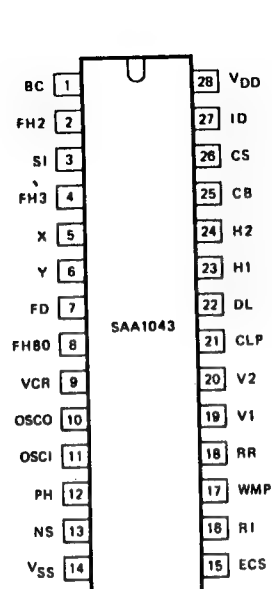 BC 1 28 VDD
FH2 2 27 ID
SI 3 26 CS
FH3 4 25 CB
X 5 24 H2
Y 6 23 H1
FD 7 22 DL
SAA1043
FH80 8 21 CLP
VCR 9 20 V2
OSCO 10 19 V1
OSCI 11 18 RR
PH 12 17 WMP
NS 13 16 RI
VSS 14 15 ECS